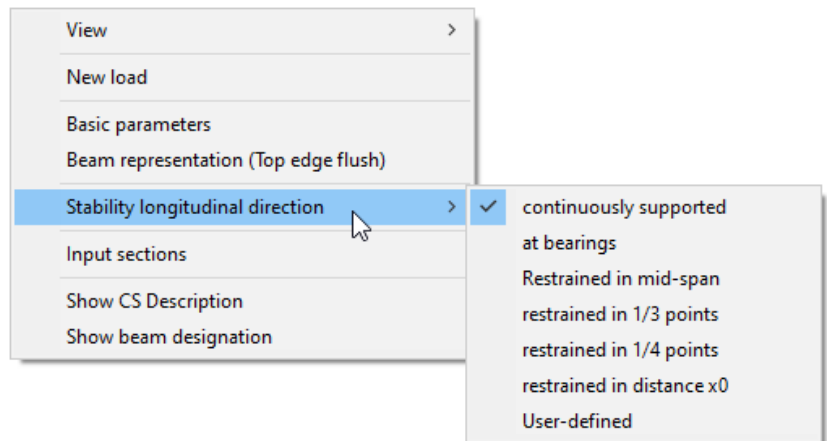 View
New load
Basic parameters
Beam representation (Top edge flush)
Stability longitudinal direction
Input sections
Show CS Description
Show beam designation
continuously supported
at bearings
Restrained in mid-span
restrained in 1/3 points
restrained in 1/4 points
restrained in distance x0
User-defined